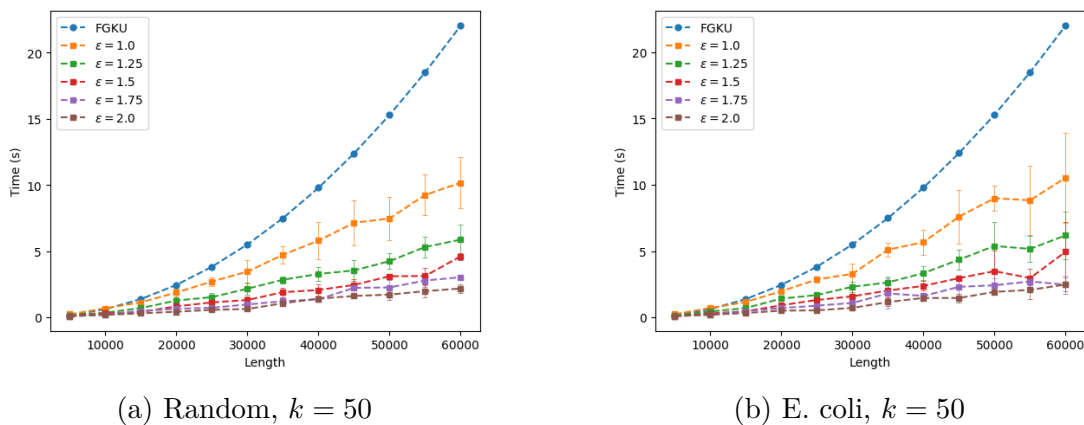 FGKU
ε = 1.0
ε = 1.25
ε = 1.5
ε = 1.75
ε = 2.0
20
15
10
5
0
Time (s)
10000 20000 30000 40000 50000 60000
Length
(a) Random, k = 50
FGKU
ε = 1.0
ε = 1.25
ε = 1.5
ε = 1.75
ε = 2.0
20
15
10
5
0
Time (s)
10000 20000 30000 40000 50000 60000
Length
(b) E. coli, k = 50